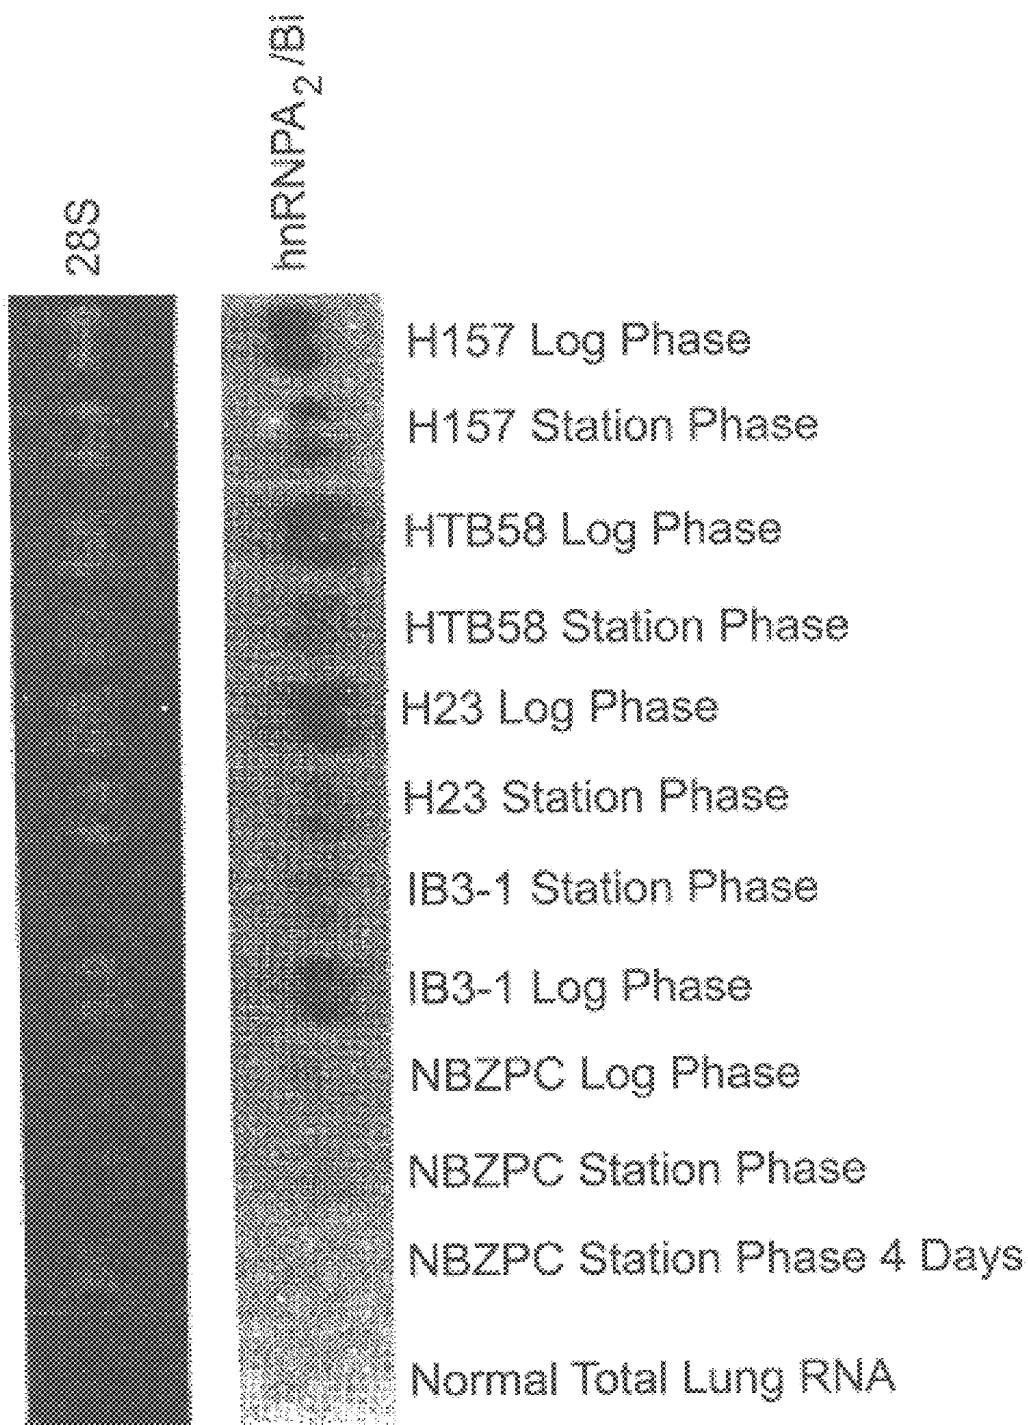 28S
hnRNPA2/Bi
H157 Log Phase
H157 Station Phase
HTB58 Log Phase
HTB58 Station Phase
H23 Log Phase
H23 Station Phase
IB3-1 Station Phase
IB3-1 Log Phase
NBZPC Log Phase
NBZPC Station Phase
NBZPC Station Phase 4 Days
Normal Total Lung RNA